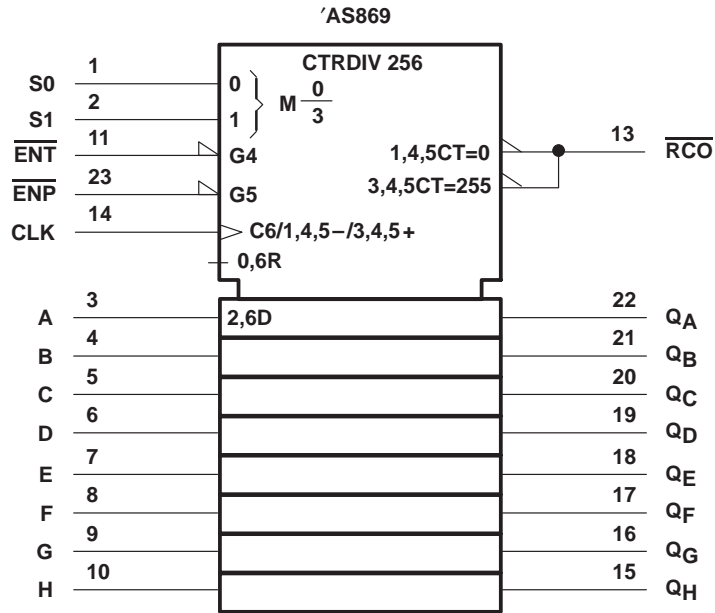 ′AS869
CTRDIV 256
S0 1 0
M 0/3
S1 2 1
ENT 11 G4
1,4,5CT=0 13 RCO
ENP 23 G5
3,4,5CT=255
CLK 14 C6/1,4,5−/3,4,5+
0,6R
A 3 2,6D 22 QA
B 4 21 QB
C 5 20 QC
D 6 19 QD
E 7 18 QE
F 8 17 QF
G 9 16 QG
H 10 15 QH